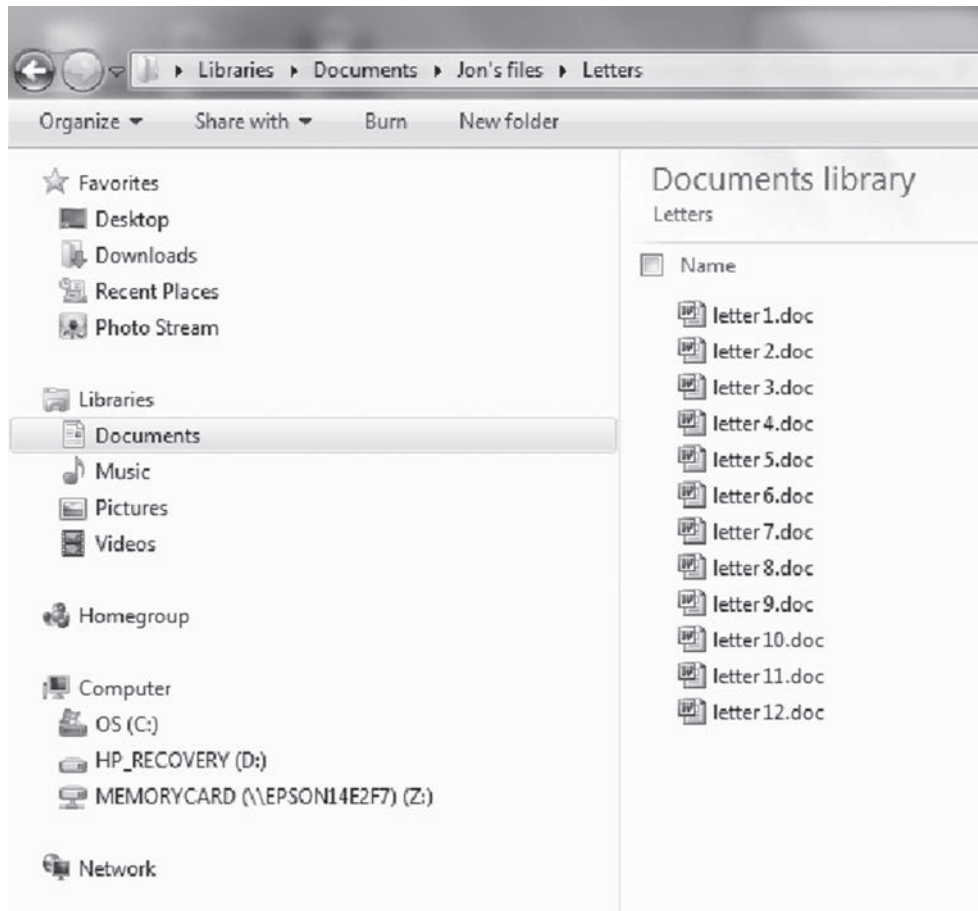 Libraries ▸ Documents ▸ Jon's files ▸ Letters
Organize Share with Burn New folder
Favorites
Desktop
Downloads
Recent Places
Photo Stream
Libraries
Documents
Music
Pictures
Videos
Homegroup
Computer
OS (C:)
HP_RECOVERY (D:)
MEMORYCARD (\\EPSON14E2F7) (Z:)
Network
Documents library
Letters
Name
letter 1.doc
letter 2.doc
letter 3.doc
letter 4.doc
letter 5.doc
letter 6.doc
letter 7.doc
letter 8.doc
letter 9.doc
letter 10.doc
letter 11.doc
letter 12.doc